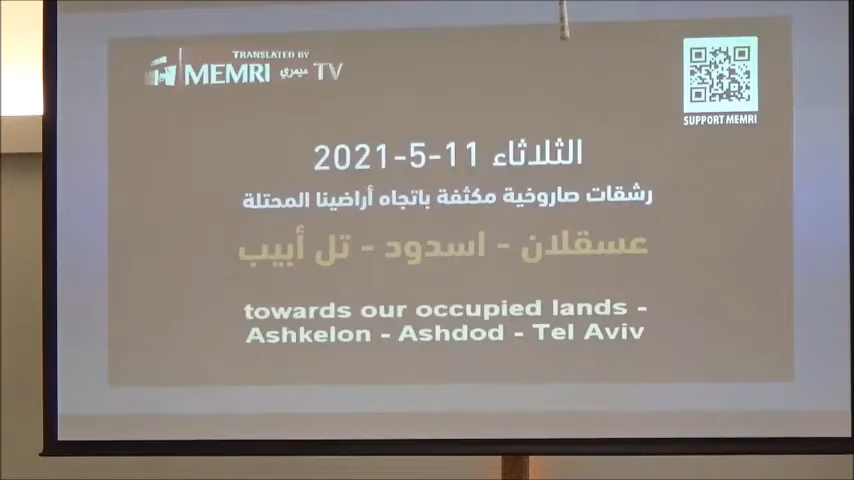 TRANSLATED BY
MEMRI ميمري TV
SUPPORT MEMRI
الثلاثاء 11-5-2021
رشقات صاروخية مكثفة باتجاه أراضينا المحتلة
عسقلان - اسدود - تل أبيب
towards our occupied lands -
Ashkelon - Ashdod - Tel Aviv